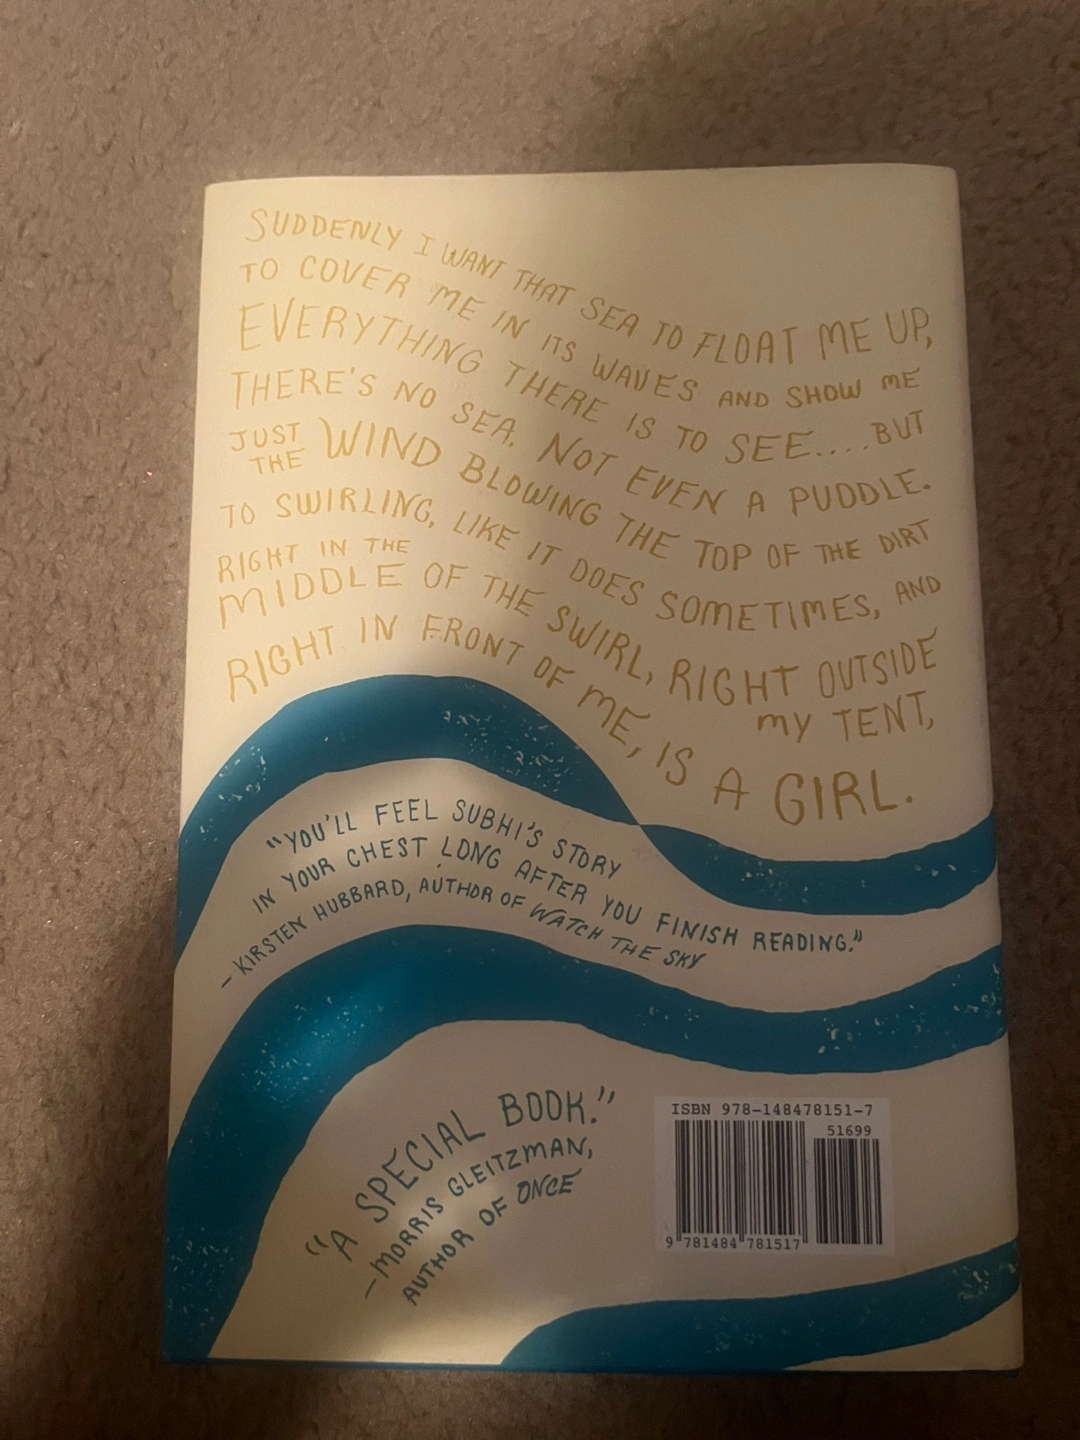 SUDDENLY I WANT THAT SEA TO FLOAT ME UP,
TO COVER ME IN ITS WAVES AND SHOW ME
EVERYTHING THERE IS TO SEE....BUT
THERE'S NO SEA. NOT EVEN A PUDDLE.
JUST THE WIND BLOWING THE TOP OF THE DIRT
TO SWIRLING, LIKE IT DOES SOMETIMES, AND
RIGHT IN THE MIDDLE OF THE SWIRL, RIGHT OUTSIDE MY TENT,
RIGHT IN FRONT OF ME, IS A GIRL.
"YOU'LL FEEL SUBHI'S STORY
IN YOUR CHEST LONG AFTER YOU FINISH READING."
—KIRSTEN HUBBARD, AUTHOR OF WATCH THE SKY
"A SPECIAL BOOK."
—MORRIS GLEITZMAN,
AUTHOR OF ONCE
ISBN 978-148478151-7
51699
9 781484 781517